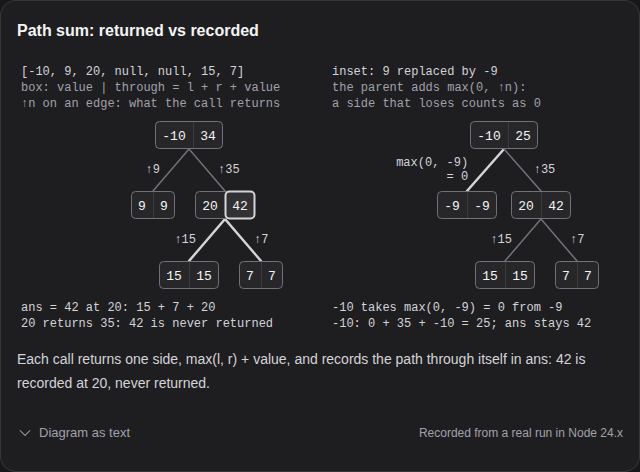 Path sum: returned vs recorded
[-10, 9, 20, null, null, 15, 7]
box: value | through = l + r + value
↑n on an edge: what the call returns
-10 34
↑9 ↑35
9 9 20 42
↑15 ↑7
15 15 7 7
ans = 42 at 20: 15 + 7 + 20
20 returns 35: 42 is never returned
inset: 9 replaced by -9
the parent adds max(0, ↑n):
a side that loses counts as 0
-10 25
max(0, -9)
= 0
↑35
-9 -9 20 42
↑15 ↑7
15 15 7 7
-10 takes max(0, -9) = 0 from -9
-10: 0 + 35 + -10 = 25; ans stays 42
Each call returns one side, max(l, r) + value, and records the path through itself in ans: 42 is
recorded at 20, never returned.
Diagram as text
Recorded from a real run in Node 24.x